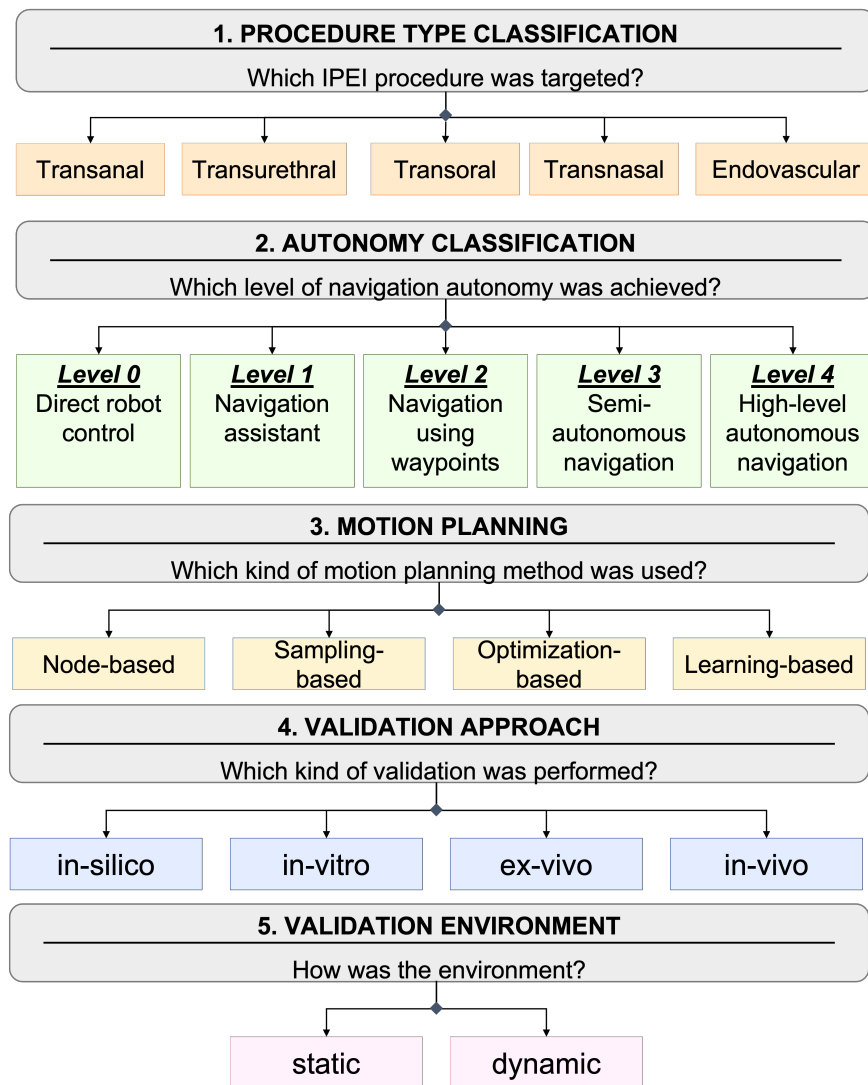 1. PROCEDURE TYPE CLASSIFICATION
Which IPEI procedure was targeted?
Transanal
Transurethral
Transoral
Transnasal
Endovascular
2. AUTONOMY CLASSIFICATION
Which level of navigation autonomy was achieved?
Level 0
Direct robot
control
Level 1
Navigation
assistant
Level 2
Navigation
using
waypoints
Level 3
Semi-
autonomous
navigation
Level 4
High-level
autonomous
navigation
3. MOTION PLANNING
Which kind of motion planning method was used?
Node-based
Sampling-
based
Optimization-
based
Learning-based
4. VALIDATION APPROACH
Which kind of validation was performed?
in-silico
in-vitro
ex-vivo
in-vivo
5. VALIDATION ENVIRONMENT
How was the environment?
static
dynamic